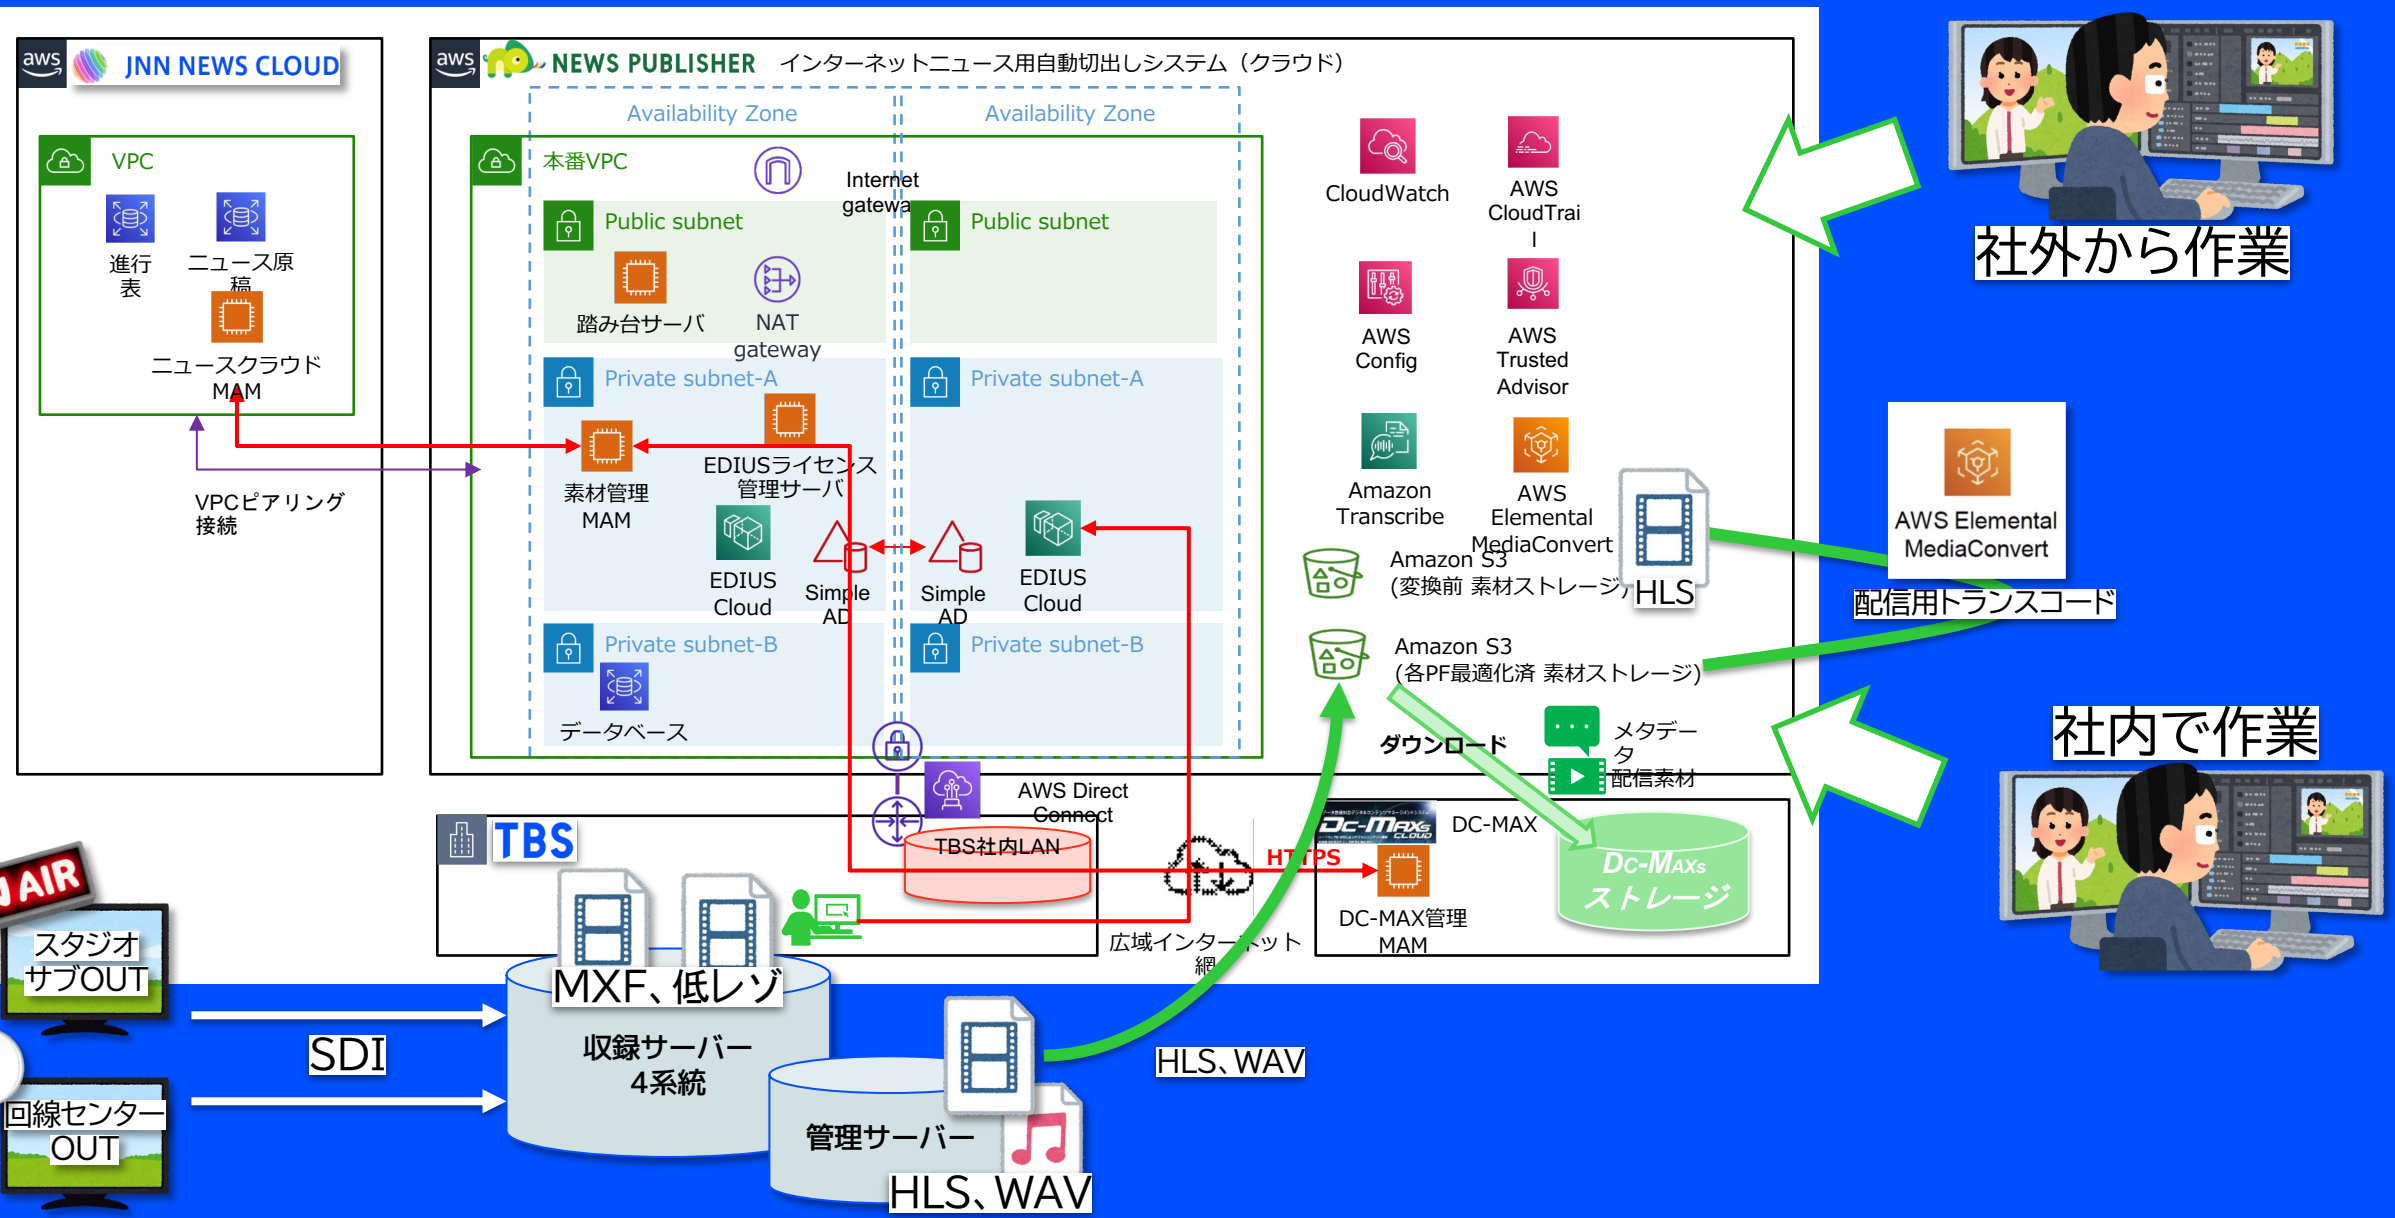 aws
JNN NEWS CLOUD
VPC
進行
表
ニュース原
稿
ニュースクラウド
MAM
VPCピアリング
接続
aws
NEWS PUBLISHER
インターネットニュース用自動切出しシステム（クラウド）
Availability Zone
Availability Zone
本番VPC
Internet
gateway
Public subnet
Public subnet
踏み台サーバ
NAT
gateway
Private subnet-A
Private subnet-A
素材管理
MAM
EDIUSライセンス
管理サーバ
EDIUS
Cloud
Simple
AD
Simple
AD
EDIUS
Cloud
Private subnet-B
Private subnet-B
データベース
CloudWatch
AWS
CloudTrai
l
AWS
Config
AWS
Trusted
Advisor
Amazon
Transcribe
AWS
Elemental
MediaConvert
Amazon S3
(変換前 素材ストレージ)
HLS
Amazon S3
(各PF最適化済 素材ストレージ)
ダウンロード
メタデー
タ
配信素材
社外から作業
AWS Elemental
MediaConvert
配信用トランスコード
社内で作業
AWS Direct
Connect
TBS
TBS社内LAN
HTTPS
広域インターネット
網
DC-MAXs
CLOUD
DC-MAX
DC-MAX管理
MAM
DC-MAXs
ストレージ
AIR
スタジオ
サブOUT
回線センター
OUT
SDI
MXF、低レゾ
収録サーバー
4系統
管理サーバー
HLS、WAV
HLS、WAV